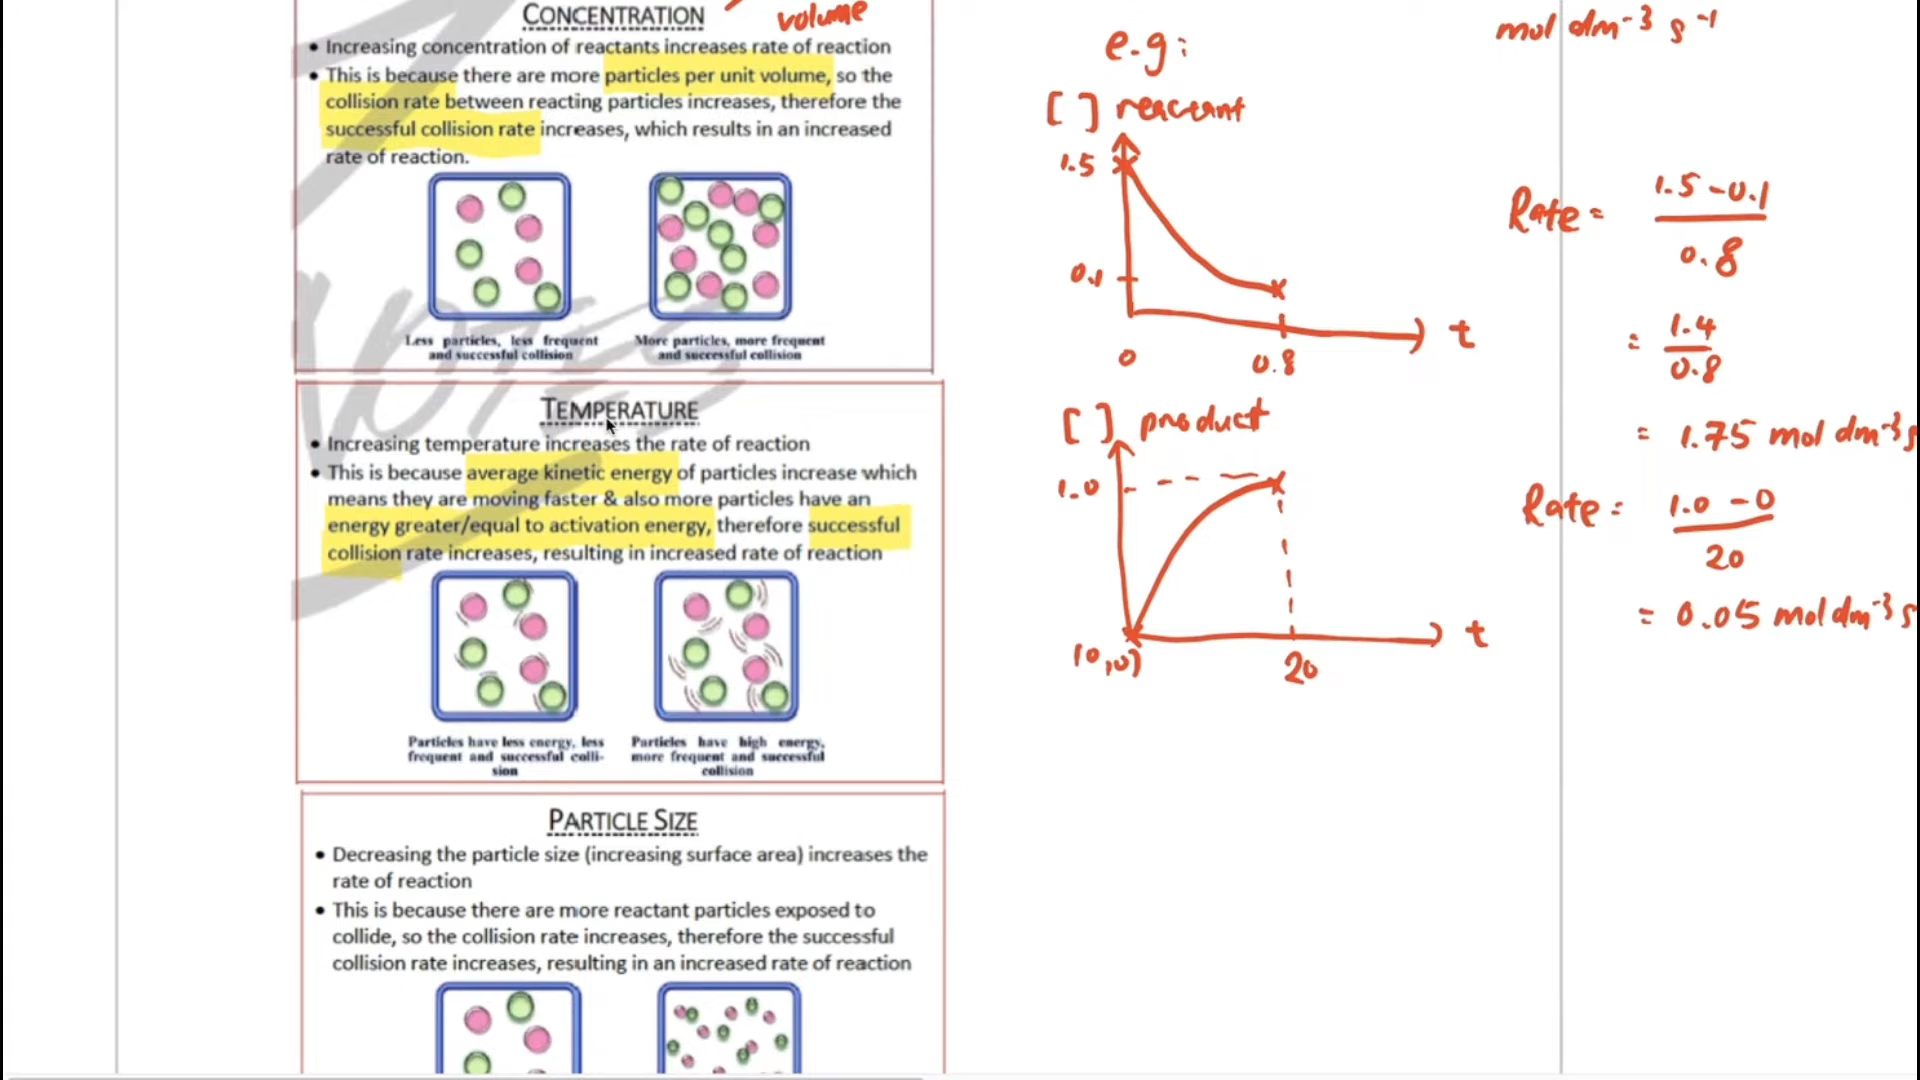 CONCENTRATION
volume
• Increasing concentration of reactants increases rate of reaction
• This is because there are more particles per unit volume, so the
collision rate between reacting particles increases, therefore the
successful collision rate increases, which results in an increased
rate of reaction.
Less particles, less frequent
and successful collision
More particles, more frequent
and successful collision
TEMPERATURE
• Increasing temperature increases the rate of reaction
• This is because average kinetic energy of particles increase which
means they are moving faster & also more particles have an
energy greater/equal to activation energy, therefore successful
collision rate increases, resulting in increased rate of reaction
Particles have less energy, less
frequent and successful colli-
sion
Particles have high energy,
more frequent and successful
collision
PARTICLE SIZE
• Decreasing the particle size (increasing surface area) increases the
rate of reaction
• This is because there are more reactant particles exposed to
collide, so the collision rate increases, therefore the successful
collision rate increases, resulting in an increased rate of reaction
NOTES
e.g:
[ ] reactant
1.5
0.1
0
0.8
t
[ ] product
1.0
(0,0)
20
t
mol dm⁻³ s⁻¹
Rate = 1.5 - 0.1
0.8
= 1.4
0.8
= 1.75 mol dm⁻³ s
Rate = 1.0 - 0
20
= 0.05 mol dm⁻³ s